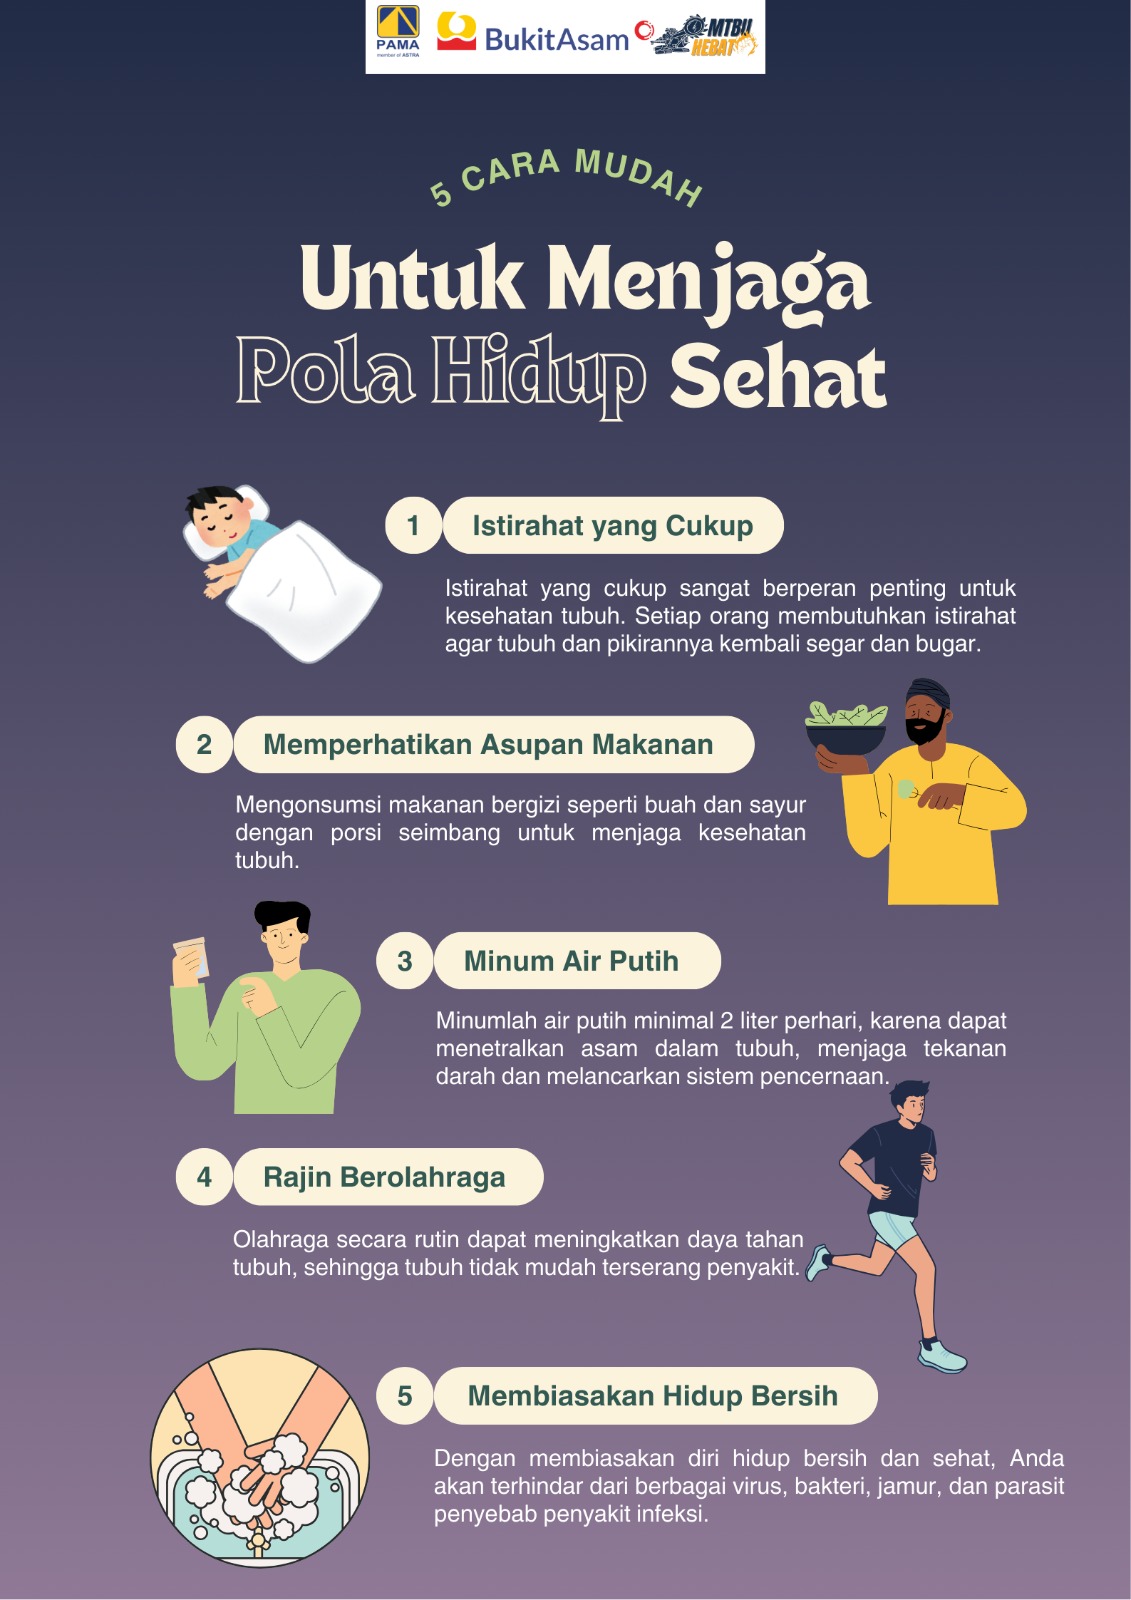 PAMA
member of ASTRA
BukitAsam
MTBU
HEBAT
5 CARA MUDAH
Untuk Menjaga
Pola Hidup Sehat
1 Istirahat yang Cukup
Istirahat yang cukup sangat berperan penting untuk
kesehatan tubuh. Setiap orang membutuhkan istirahat
agar tubuh dan pikirannya kembali segar dan bugar.
2 Memperhatikan Asupan Makanan
Mengonsumsi makanan bergizi seperti buah dan sayur
dengan porsi seimbang untuk menjaga kesehatan
tubuh.
3 Minum Air Putih
Minumlah air putih minimal 2 liter perhari, karena dapat
menetralkan asam dalam tubuh, menjaga tekanan
darah dan melancarkan sistem pencernaan.
4 Rajin Berolahraga
Olahraga secara rutin dapat meningkatkan daya tahan
tubuh, sehingga tubuh tidak mudah terserang penyakit.
5 Membiasakan Hidup Bersih
Dengan membiasakan diri hidup bersih dan sehat, Anda
akan terhindar dari berbagai virus, bakteri, jamur, dan parasit
penyebab penyakit infeksi.